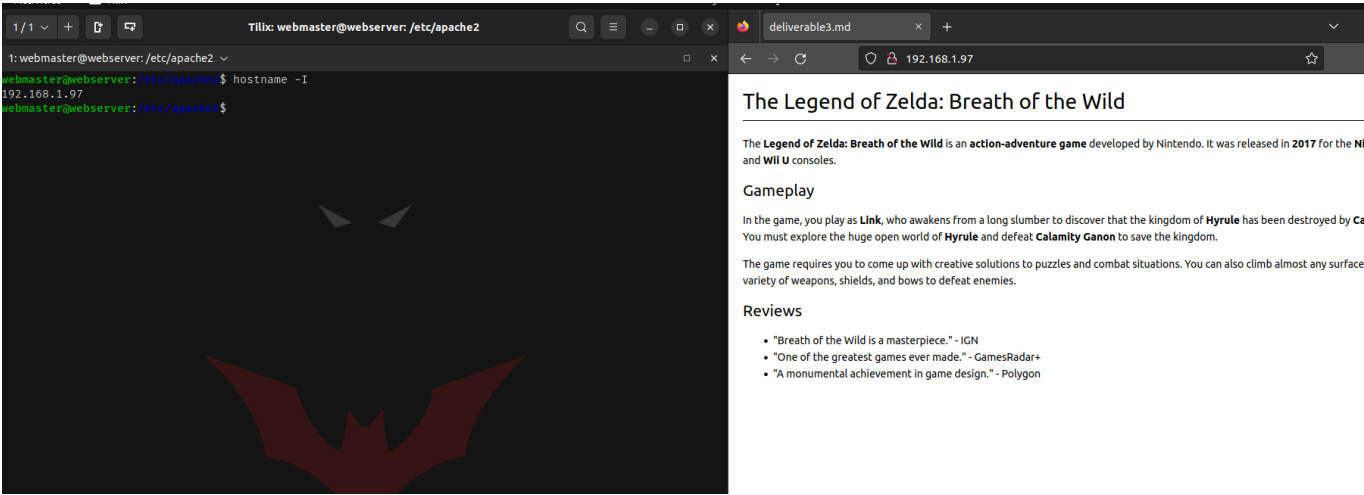 1 / 1
Tilix: webmaster@webserver: /etc/apache2
1: webmaster@webserver: /etc/apache2
webmaster@webserver:/etc/apache2$ hostname -I
192.168.1.97
webmaster@webserver:/etc/apache2$
deliverable3.md
192.168.1.97
The Legend of Zelda: Breath of the Wild
The Legend of Zelda: Breath of the Wild is an action-adventure game developed by Nintendo. It was released in 2017 for the Ni
and Wii U consoles.
Gameplay
In the game, you play as Link, who awakens from a long slumber to discover that the kingdom of Hyrule has been destroyed by Ca
You must explore the huge open world of Hyrule and defeat Calamity Ganon to save the kingdom.
The game requires you to come up with creative solutions to puzzles and combat situations. You can also climb almost any surface
variety of weapons, shields, and bows to defeat enemies.
Reviews
• "Breath of the Wild is a masterpiece." - IGN
• "One of the greatest games ever made." - GamesRadar+
• "A monumental achievement in game design." - Polygon